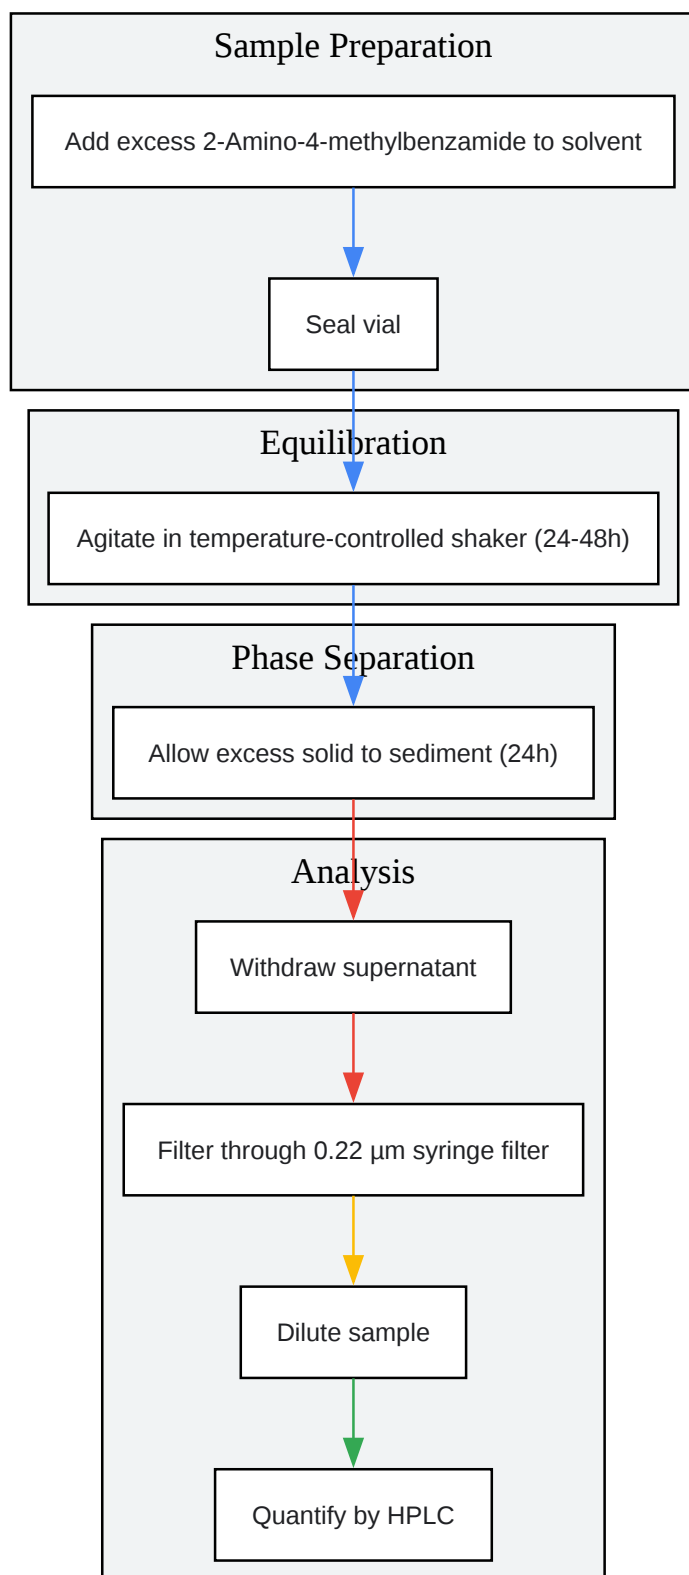 Sample Preparation
Add excess 2-Amino-4-methylbenzamide to solvent
Seal vial
Equilibration
Agitate in temperature-controlled shaker (24-48h)
Phase Separation
Allow excess solid to sediment (24h)
Analysis
Withdraw supernatant
Filter through 0.22 µm syringe filter
Dilute sample
Quantify by HPLC